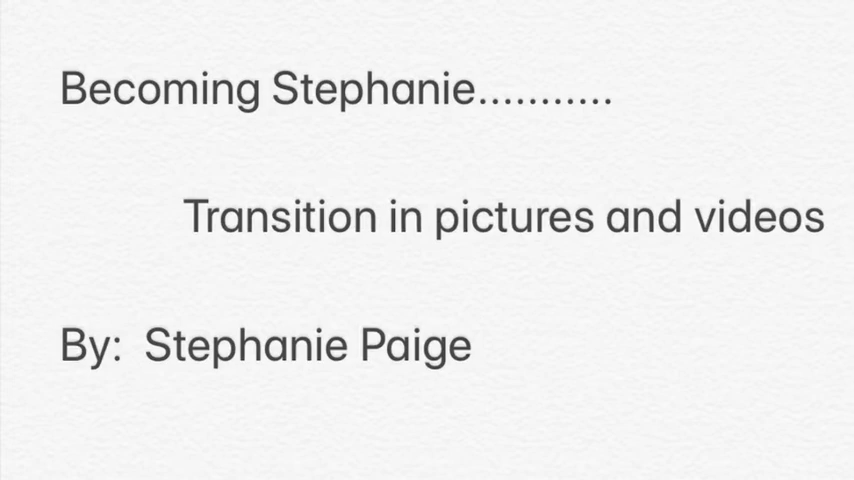 Becoming Stephanie...........
Transition in pictures and videos
By: Stephanie Paige